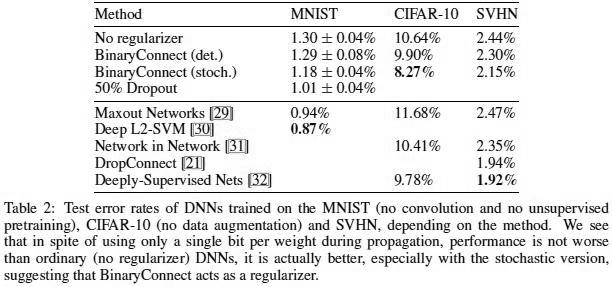 Method MNIST CIFAR-10 SVHN
No regularizer 1.30 ± 0.04% 10.64% 2.44%
BinaryConnect (det.) 1.29 ± 0.08% 9.90% 2.30%
BinaryConnect (stoch.) 1.18 ± 0.04% 8.27% 2.15%
50% Dropout 1.01 ± 0.04%
Maxout Networks [29] 0.94% 11.68% 2.47%
Deep L2-SVM [30] 0.87%
Network in Network [31] 10.41% 2.35%
DropConnect [21] 1.94%
Deeply-Supervised Nets [32] 9.78% 1.92%
Table 2: Test error rates of DNNs trained on the MNIST (no convolution and no unsupervised
pretraining), CIFAR-10 (no data augmentation) and SVHN, depending on the method. We see
that in spite of using only a single bit per weight during propagation, performance is not worse
than ordinary (no regularizer) DNNs, it is actually better, especially with the stochastic version,
suggesting that BinaryConnect acts as a regularizer.